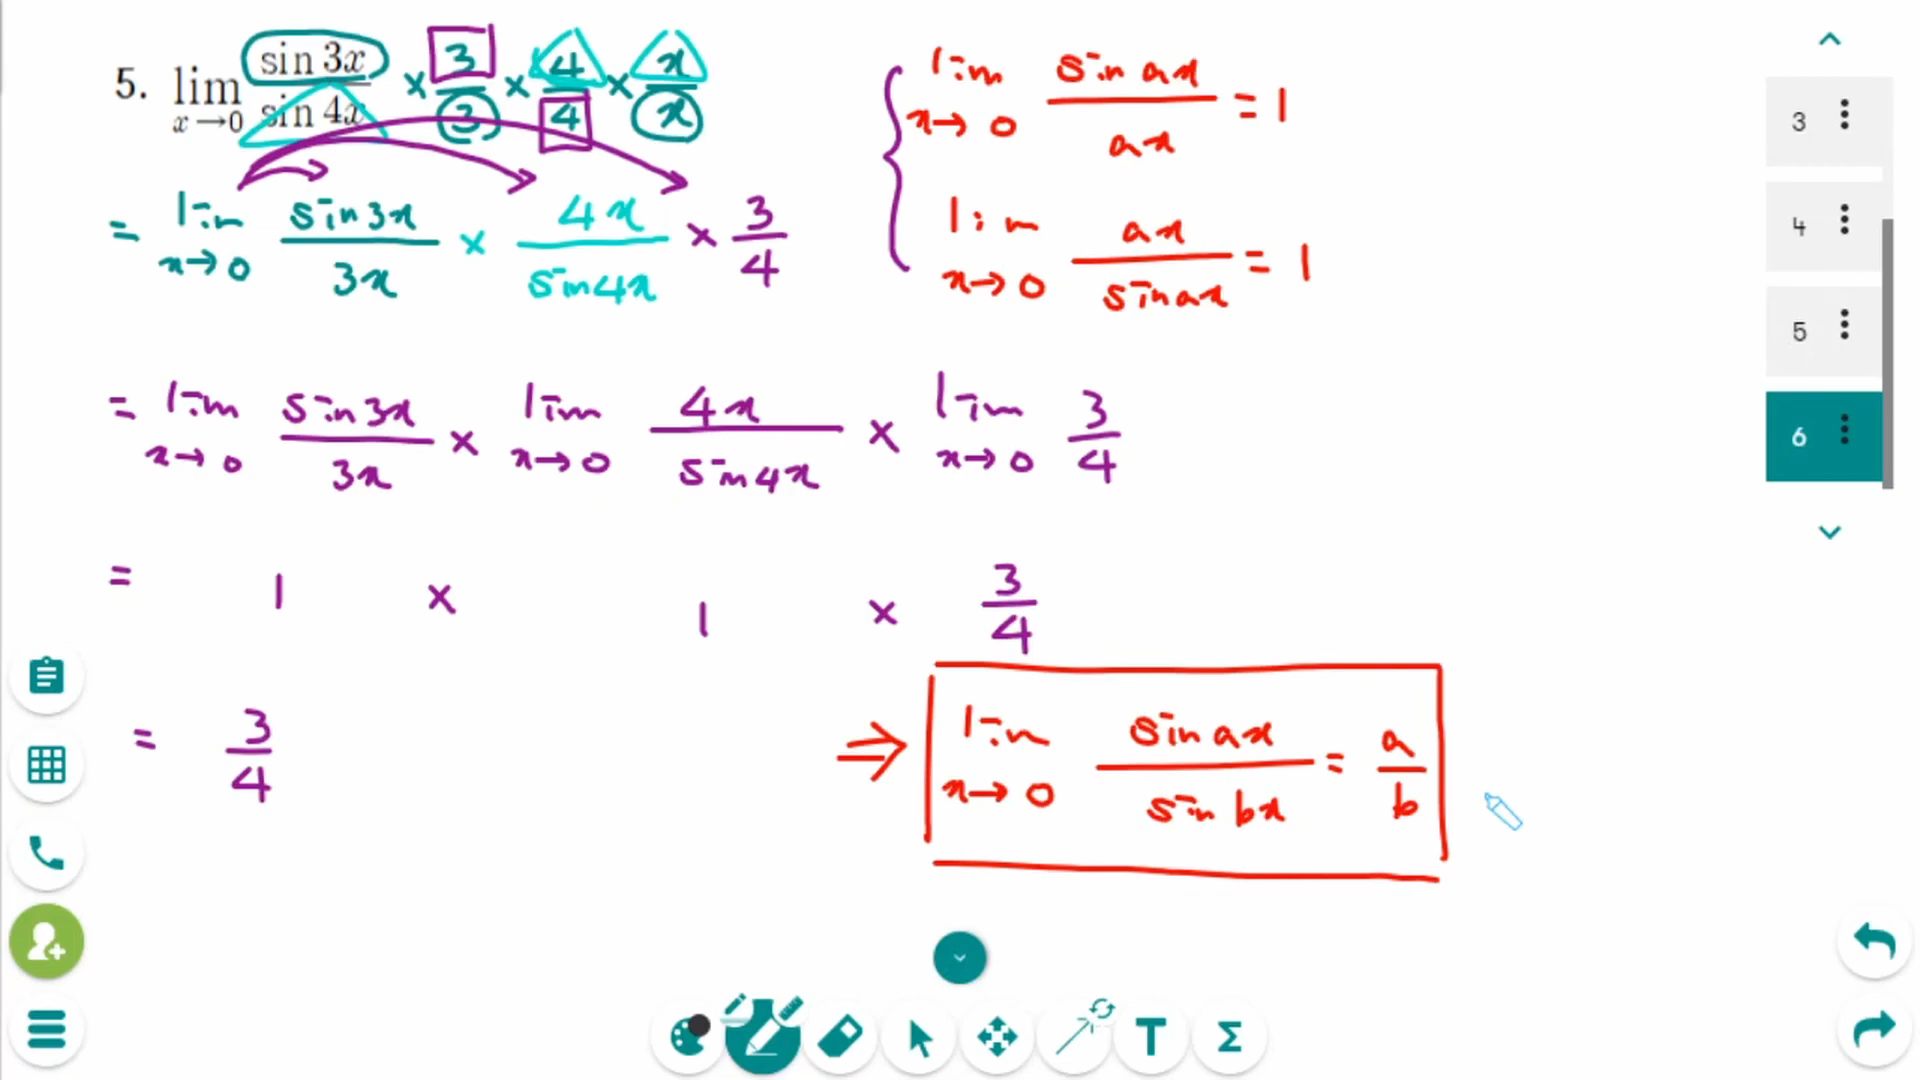 5. lim x→0 sin 3x / sin 4x × 3/3 × 4/4 × x/x
= lim x→0 sin3x / 3x × 4x / sin4x × 3/4
= lim x→0 sin3x / 3x × lim x→0 4x / sin4x × lim x→0 3/4
= 1 × 1 × 3/4
= 3/4
{ lim x→0 sin ax / ax = 1
lim x→0 ax / sin ax = 1
⇒ lim x→0 sin ax / sin bx = a/b
3
4
5
6
T
Σ